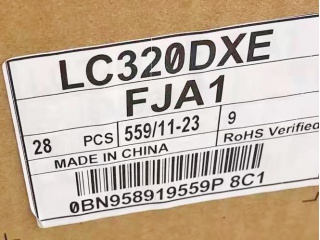 LC320DXE
FJA1
28 PCS 559/11-23 9
MADE IN CHINA RoHS Verified
0BN958919559P 8C1